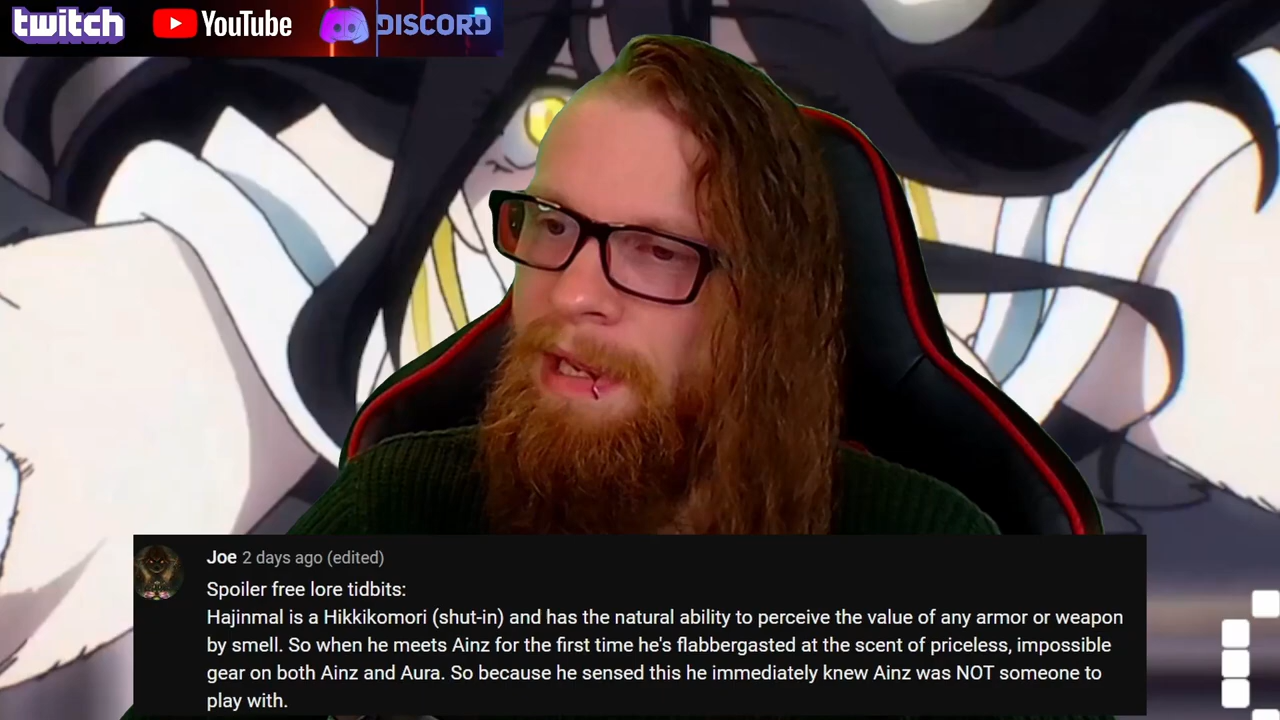 twitch YouTube DISCORD
Joe 2 days ago (edited)
Spoiler free lore tidbits:
Hajinmal is a Hikkikomori (shut-in) and has the natural ability to perceive the value of any armor or weapon
by smell. So when he meets Ainz for the first time he's flabbergasted at the scent of priceless, impossible
gear on both Ainz and Aura. So because he sensed this he immediately knew Ainz was NOT someone to
play with.